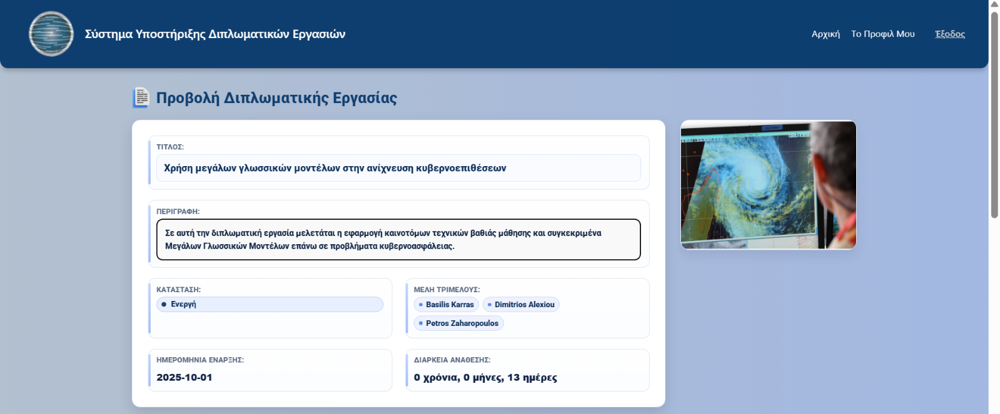 Σύστημα Υποστήριξης Διπλωματικών Εργασιών
Αρχική Το Προφιλ Μου Έξοδος
Προβολή Διπλωματικής Εργασίας
ΤΙΤΛΟΣ:
Χρήση μεγάλων γλωσσικών μοντέλων στην ανίχνευση κυβερνοεπιθέσεων
ΠΕΡΙΓΡΑΦΗ:
Σε αυτή την διπλωματική εργασία μελετάται η εφαρμογή καινοτόμων τεχνικών βαθιάς μάθησης και συγκεκριμένα
Μεγάλων Γλωσσικών Μοντέλων επάνω σε προβλήματα κυβερνοασφάλειας.
ΚΑΤΑΣΤΑΣΗ:
Ενεργή
ΜΕΛΗ ΤΡΙΜΕΛΟΥΣ:
Basilis Karras Dimitrios Alexiou
Petros Zaharopoulos
ΗΜΕΡΟΜΗΝΙΑ ΕΝΑΡΞΗΣ:
2025-10-01
ΔΙΑΡΚΕΙΑ ΑΝΑΘΕΣΗΣ:
0 χρόνια, 0 μήνες, 13 ημέρες